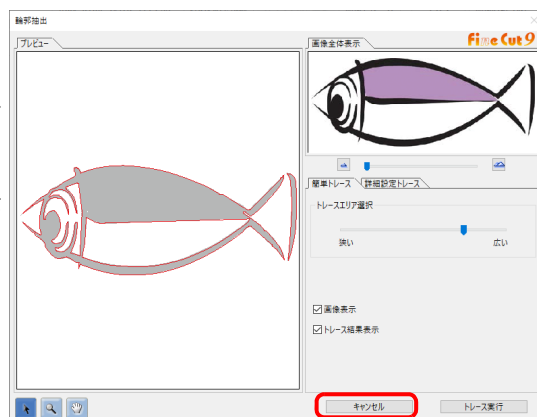 輪郭抽出
プレビュー
画像全体表示
Fine Cut 9
簡単トレース
詳細設定トレース
トレースエリア選択
狭い
広い
画像表示
トレース結果表示
キャンセル
トレース実行